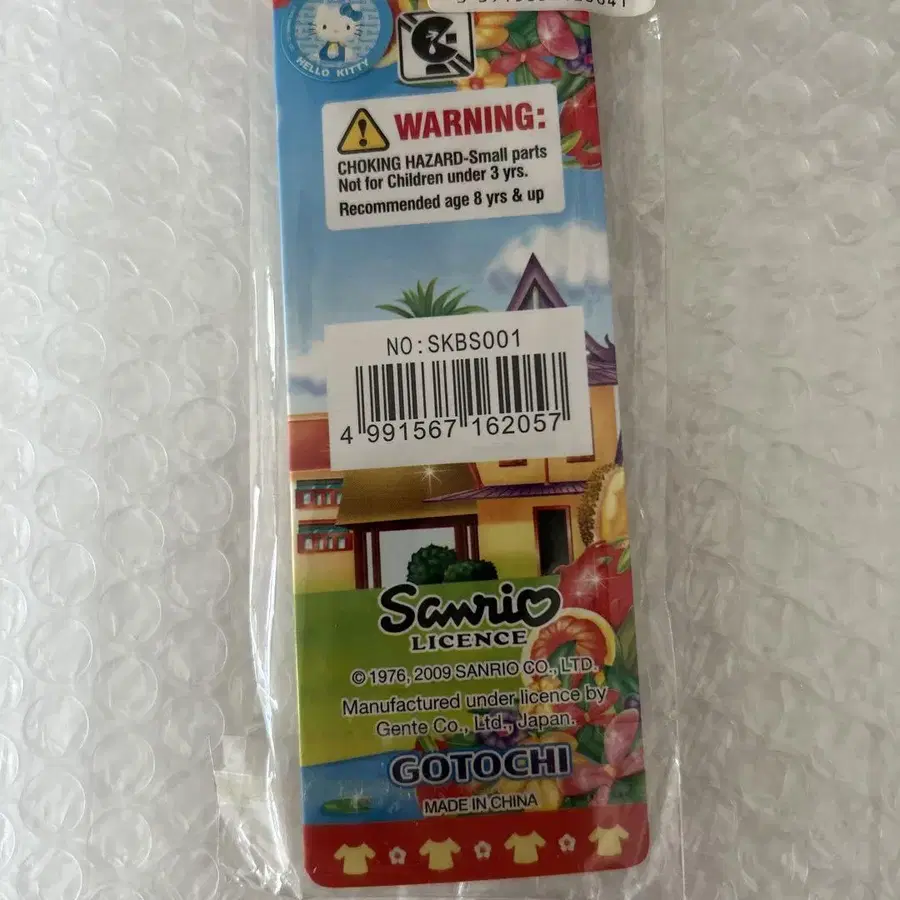 HELLO KITTY
WARNING:
CHOKING HAZARD-Small parts
Not for Children under 3 yrs.
Recommended age 8 yrs & up
NO:SKBS001
4 991567 162057
Sanrio
LICENCE
© 1976, 2009 SANRIO CO., LTD.
Manufactured under licence by
Gente Co., Ltd., Japan.
GOTOCHI
MADE IN CHINA